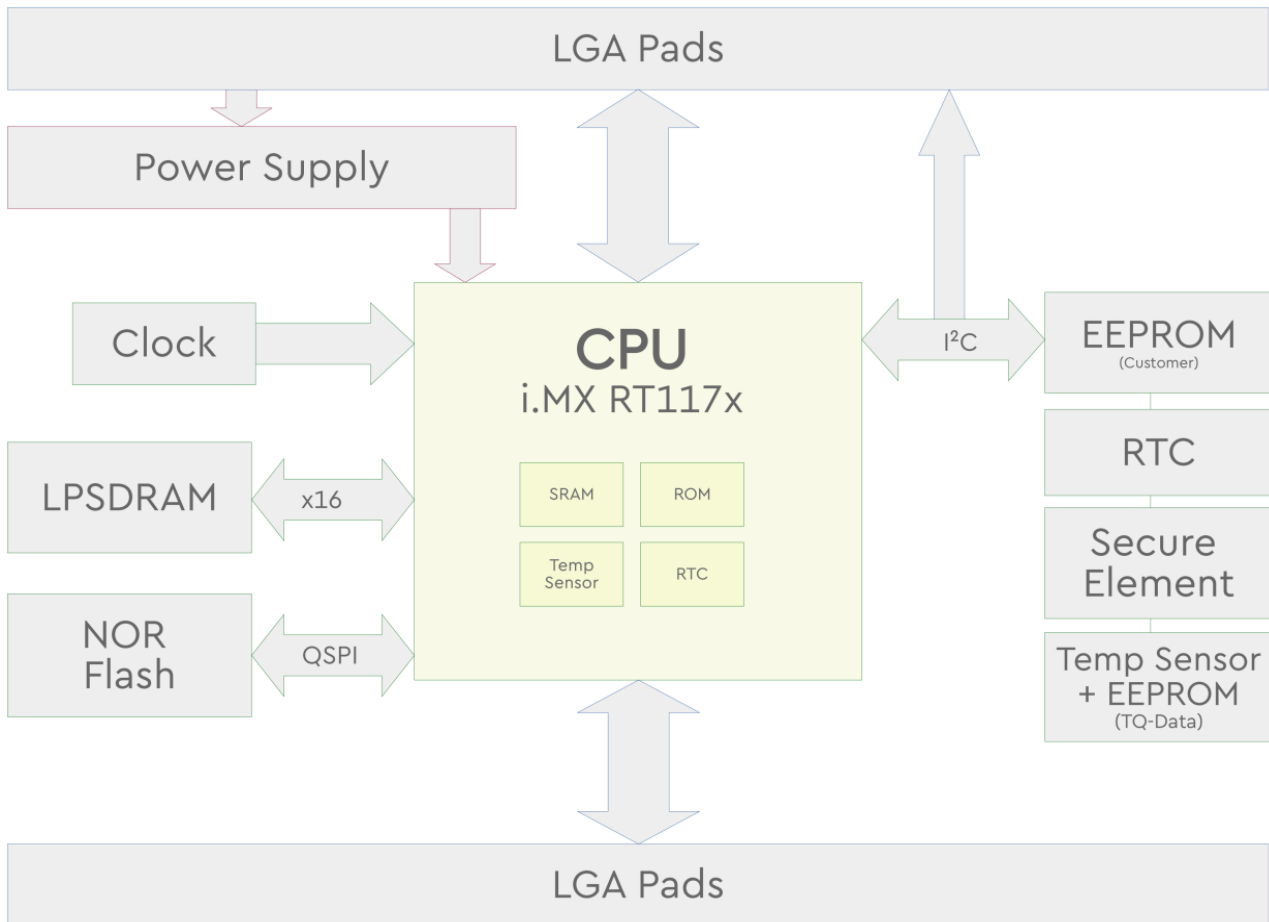 LGA Pads
Power Supply
Clock
CPU
i.MX RT117x
I²C
EEPROM
(Customer)
RTC
LPSDRAM
x16
SRAM
ROM
Temp
Sensor
RTC
Secure
Element
NOR
Flash
QSPI
Temp Sensor
+ EEPROM
(TQ-Data)
LGA Pads